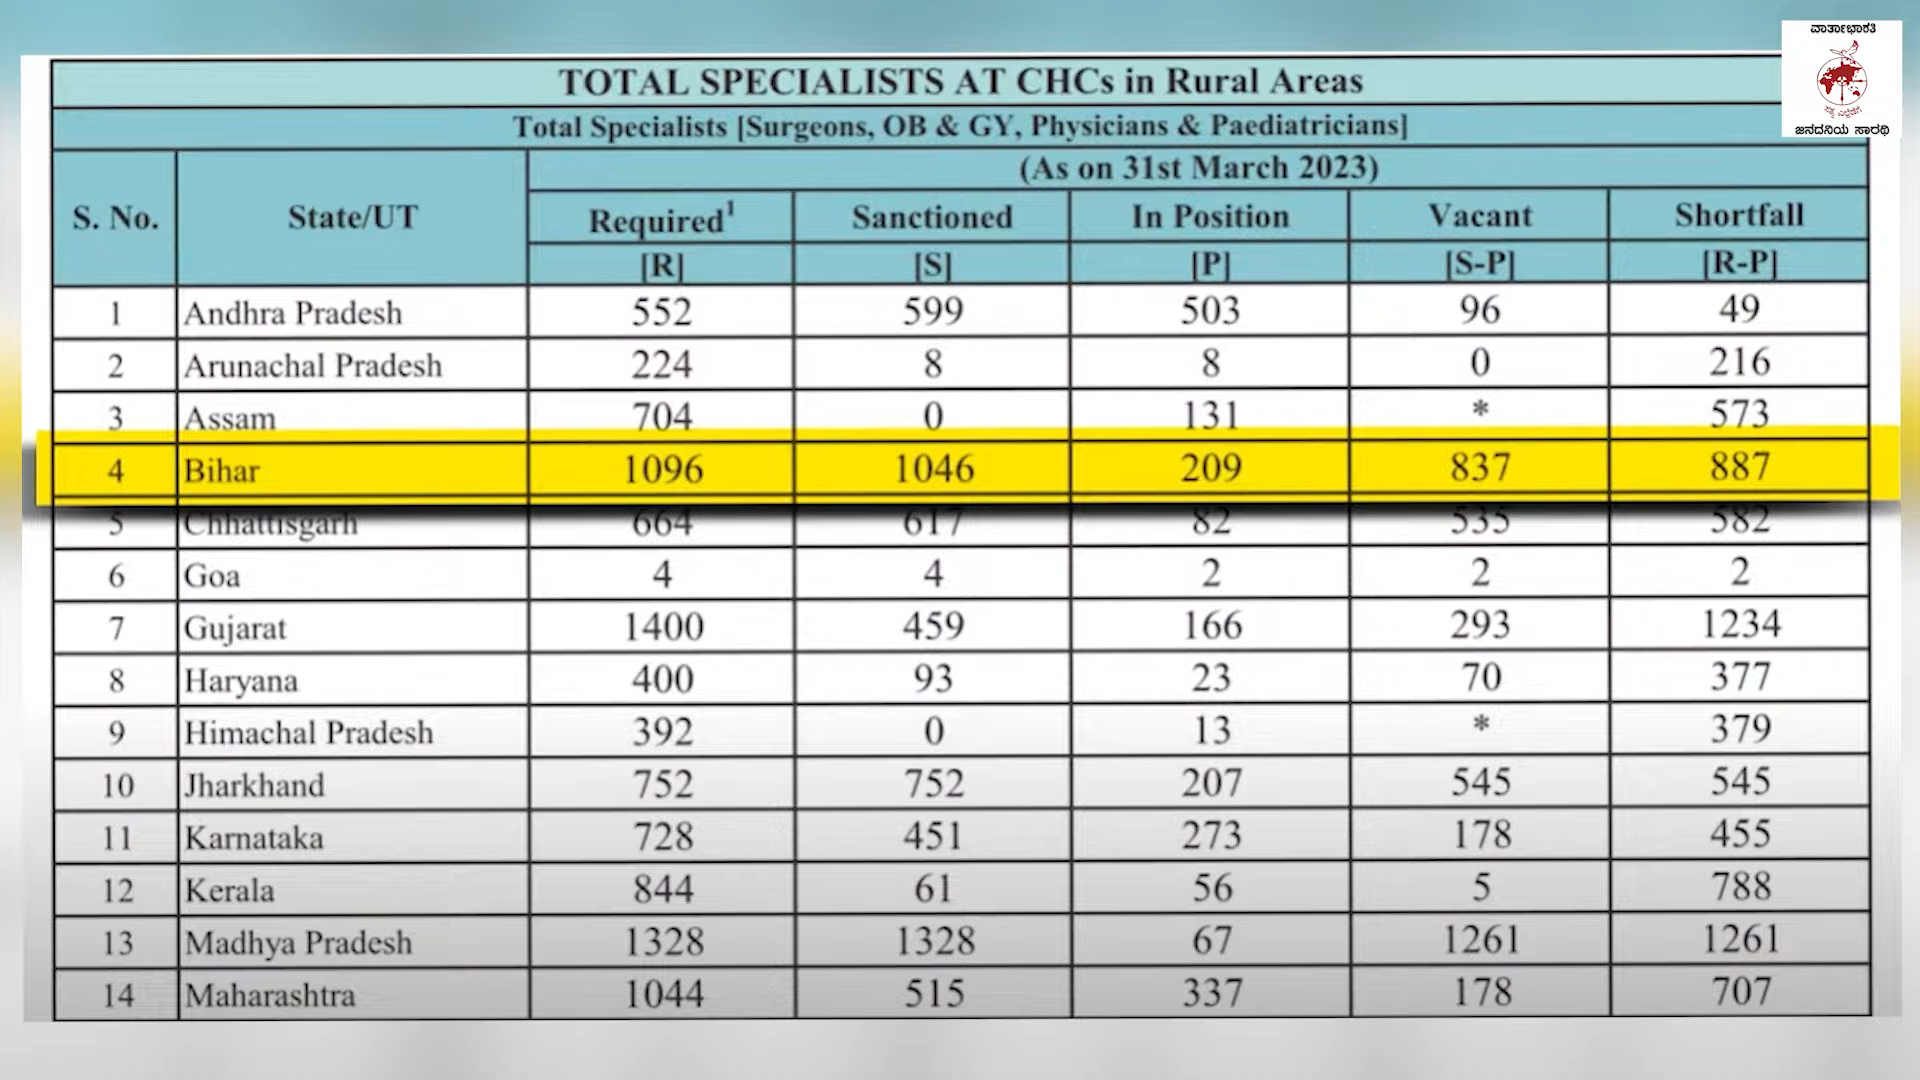 ವಾರ್ತಾಭಾರತಿ
ಜನದನಿಯ ಸಾರಥಿ
TOTAL SPECIALISTS AT CHCs in Rural Areas
Total Specialists [Surgeons, OB & GY, Physicians & Paediatricians]
S. No. State/UT (As on 31st March 2023)
Required¹ Sanctioned In Position Vacant Shortfall
[R] [S] [P] [S-P] [R-P]
1 Andhra Pradesh 552 599 503 96 49
2 Arunachal Pradesh 224 8 8 0 216
3 Assam 704 0 131 * 573
4 Bihar 1096 1046 209 837 887
5 Chhattisgarh 664 617 82 535 582
6 Goa 4 4 2 2 2
7 Gujarat 1400 459 166 293 1234
8 Haryana 400 93 23 70 377
9 Himachal Pradesh 392 0 13 * 379
10 Jharkhand 752 752 207 545 545
11 Karnataka 728 451 273 178 455
12 Kerala 844 61 56 5 788
13 Madhya Pradesh 1328 1328 67 1261 1261
14 Maharashtra 1044 515 337 178 707